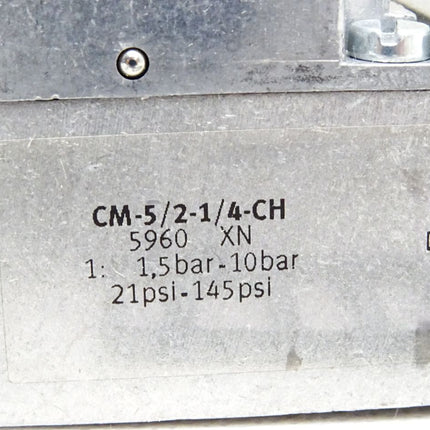 CM-5/2-1/4-CH
5960 XN
1: 1,5bar-10bar
21psi-145psi